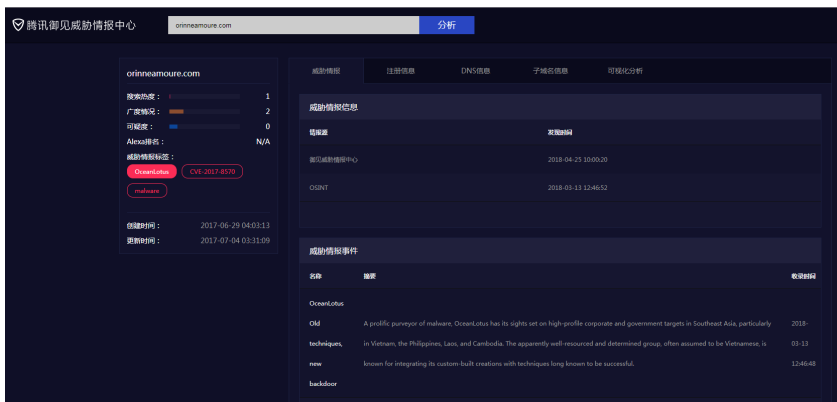 腾讯御见威胁情报中心
orinneamoure.com
分析
orinneamoure.com
搜索热度： 1
广度情况： 2
可疑度： 0
Alexa排名： N/A
威胁情报标签：
OceanLotus CVE-2017-8570
malware
创建时间： 2017-06-29 04:03:13
更新时间： 2017-07-04 03:31:09
威胁情报 注册信息 DNS信息 子域名信息 可视化分析
威胁情报信息
情报源 发现时间
御见威胁情报中心 2018-04-25 10:00:20
OSINT 2018-03-13 12:46:52
威胁情报事件
名称 摘要 收录时间
OceanLotus
Old A prolific purveyor of malware, OceanLotus has its sights set on high-profile corporate and government targets in Southeast Asia, particularly 2018-
techniques, in Vietnam, the Philippines, Laos, and Cambodia. The apparently well-resourced and determined group, often assumed to be Vietnamese, is 03-13
new known for integrating its custom-built creations with techniques long known to be successful. 12:46:48
backdoor